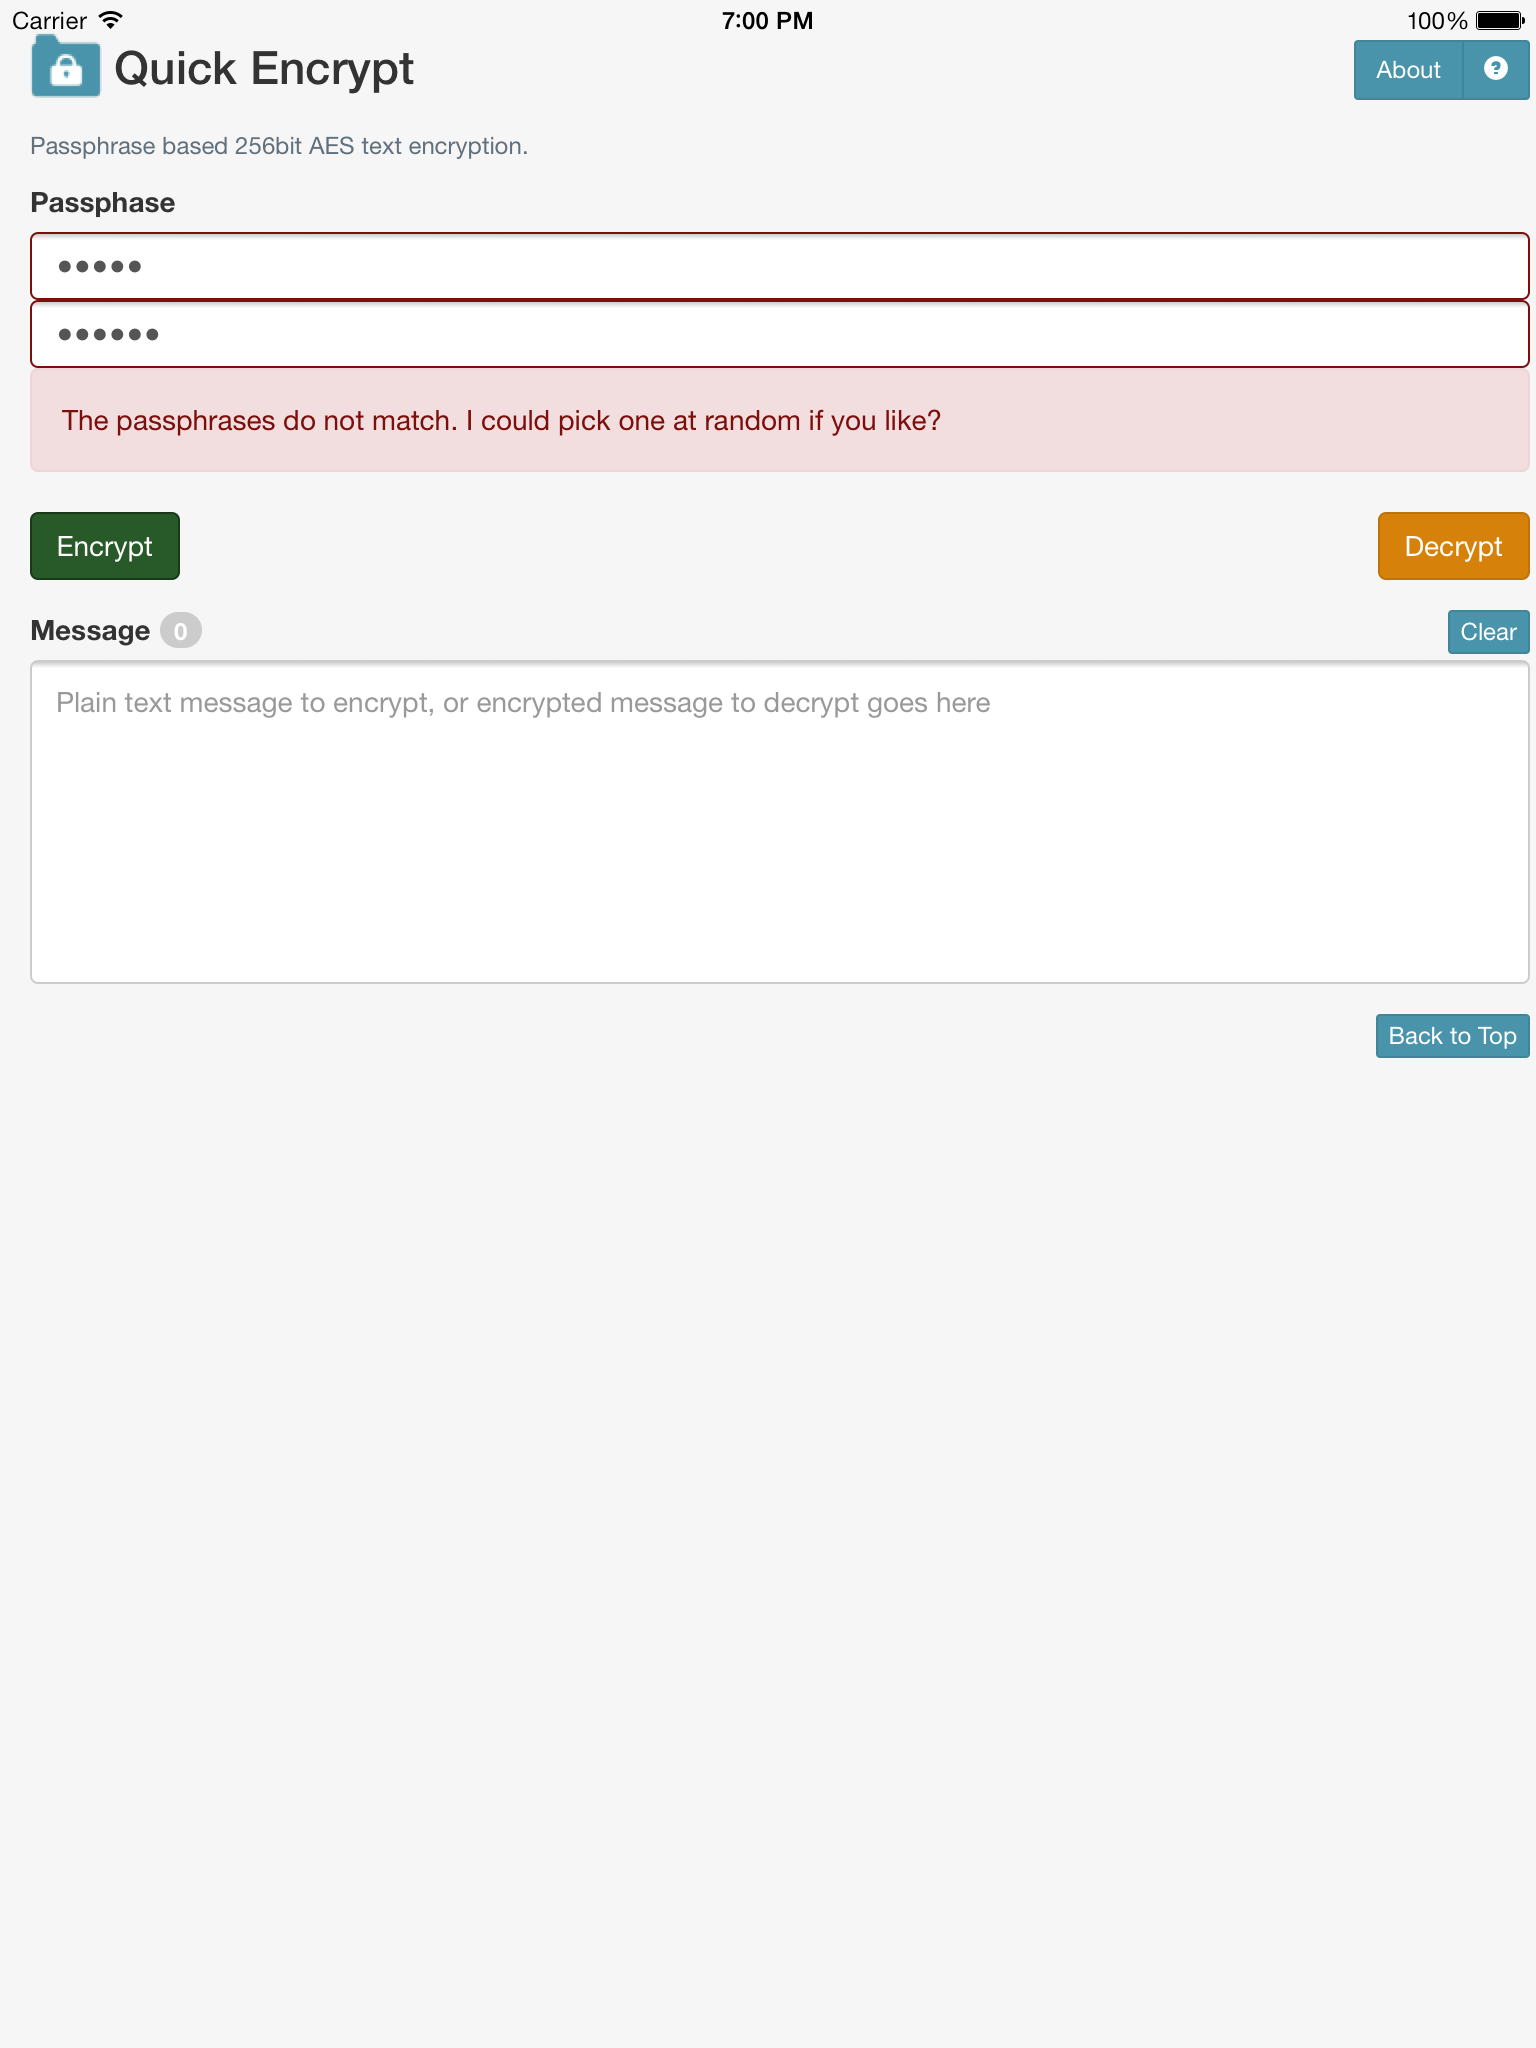 Carrier 7:00 PM 100%
Quick Encrypt About ?
Passphrase based 256bit AES text encryption.
Passphase
•••••
••••••
The passphrases do not match. I could pick one at random if you like?
Encrypt Decrypt
Message 0 Clear
Plain text message to encrypt, or encrypted message to decrypt goes here
Back to Top